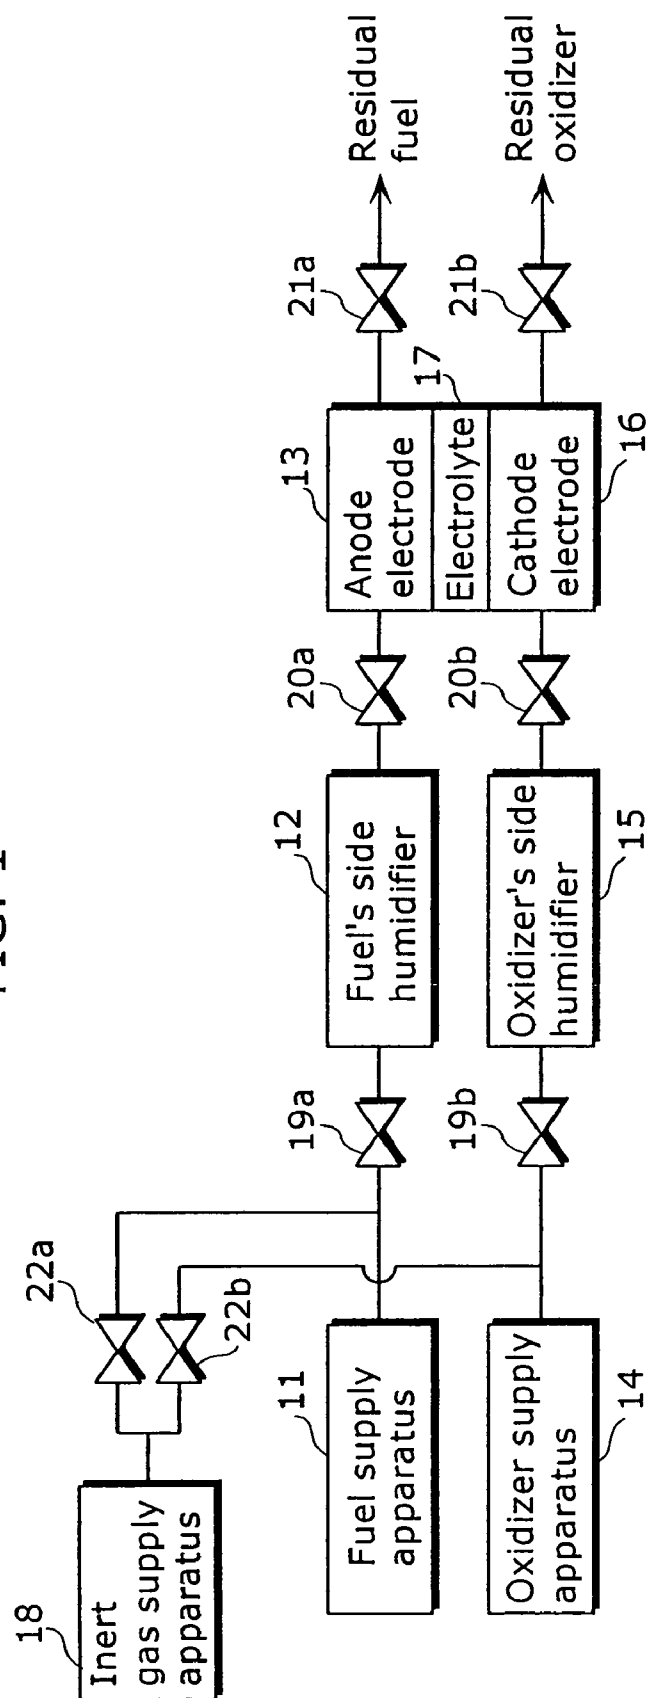 FIG. 1
18
Inert
gas supply
apparatus
22a
22b
11
Fuel supply
apparatus
19a
12
Fuel's side
humidifier
20a
13
Anode
electrode
21a
Residual
fuel
Electrolyte
17
14
Oxidizer supply
apparatus
19b
15
Oxidizer's side
humidifier
20b
16
Cathode
electrode
21b
Residual
oxidizer